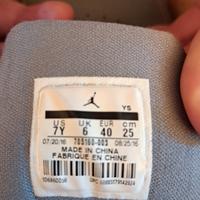 YS
US UK EUR cm
7Y 6 40 25
07/20/16 705160-003 08/25/16
MADE IN CHINA
FABRIQUE EN CHINE